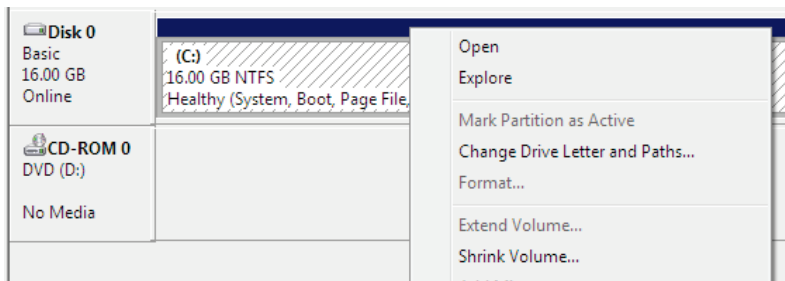 Disk 0
Basic
16.00 GB
Online
(C:)
16.00 GB NTFS
Healthy (System, Boot, Page File,
CD-ROM 0
DVD (D:)
No Media
Open
Explore
Mark Partition as Active
Change Drive Letter and Paths...
Format...
Extend Volume...
Shrink Volume...